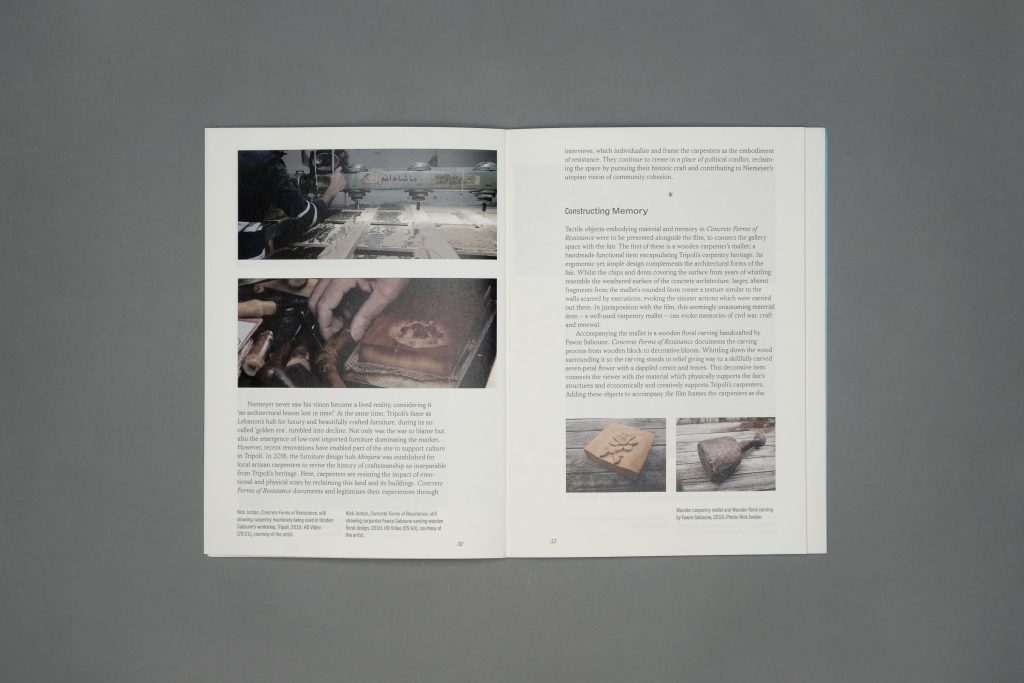 ما شاء الله
Niemeyer never saw his vision become a lived reality, considering it
'an architectural lesson lost in time'.¹ At the same time, Tripoli's fame as
Lebanon's hub for luxury and beautifully crafted furniture, during its so-
called 'golden era', tumbled into decline. Not only was the war to blame but
also the emergence of low-cost imported furniture dominating the market.
However, recent renovations have enabled part of the site to support culture
in Tripoli. In 2018, the furniture design hub Minjara was established for
local artisan carpenters to revive the history of craftsmanship so inseparable
from Tripoli's heritage. Here, carpenters are resisting the impact of emo-
tional and physical scars by reclaiming this land and its buildings. Concrete
Forms of Resistance documents and legitimizes their experiences through
Nick Jordan, Concrete Forms of Resistance, still
showing carpentry machinery being used in Ibrahim
Saboune's workshop, Tripoli, 2019. HD Video
(20:21), courtesy of the artist.
Nick Jordan, Concrete Forms of Resistance, still
showing carpenter Fawze Saboune carving wooden
floral design, 2019. HD Video (05:40), courtesy of
the artist.
32
interviews, which individualise and frame the carpenters as the embodiment
of resistance. They continue to create in a place of political conflict, reclaim-
ing the space by pursuing their historic craft and contributing to Niemeyer's
utopian vision of community cohesion.
Constructing Memory
Tactile objects embodying material and memory in Concrete Forms of
Resistance were to be presented alongside the film, to connect the gallery
space with the fair. The first of these is a wooden carpenter's mallet; a
handmade functional item encapsulating Tripoli's carpentry heritage. Its
ergonomic yet simple design complements the architectural forms of the
fair. Whilst the chips and dents covering the surface from years of whittling
resemble the weathered surface of the concrete architecture, larger, absent
fragments from the mallet's rounded form create a texture similar to the
walls scarred by executions, evoking the sinister actions which were carried
out there. In juxtaposition with the film, this seemingly unassuming material
item – a well-used carpentry mallet – can evoke memories of civil war, craft
and renewal.
Accompanying the mallet is a wooden floral carving handcrafted by
Fawze Saboune. Concrete Forms of Resistance documents the carving
process from wooden block to decorative bloom. Whittling down the wood
surrounding it so the carving stands in relief giving way to a skillfully carved
seven-petal flower with a dappled centre and leaves. This decorative item
connects the viewer with the material which physically supports the fair's
structures and economically and creatively supports Tripoli's carpenters.
Adding these objects to accompany the film frames the carpenters as the
Wooden carpentry mallet and Wooden floral carving
by Fawze Saboune, 2019. Photo: Nick Jordan.
33